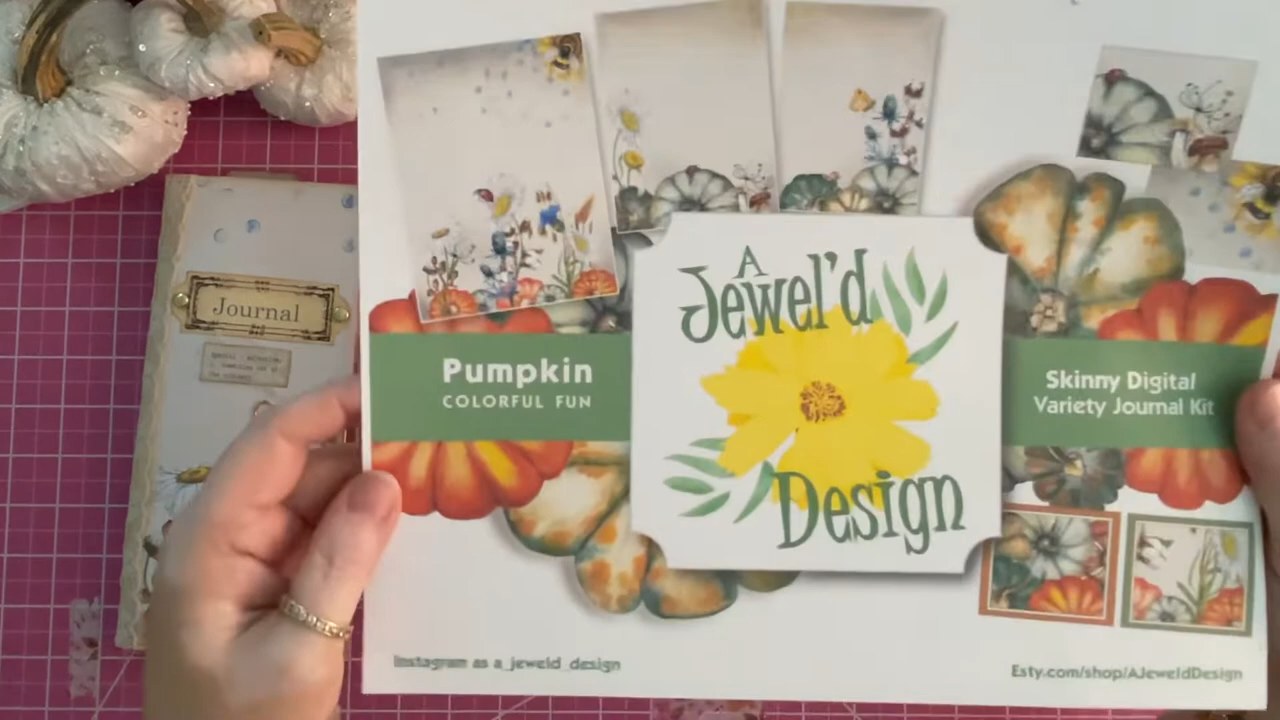 Journal
A
Jewel'd
Design
Pumpkin
COLORFUL FUN
Skinny Digital
Variety Journal Kit
Instagram as a_jeweld_design
Esty.com/shop/AJeweldDesign